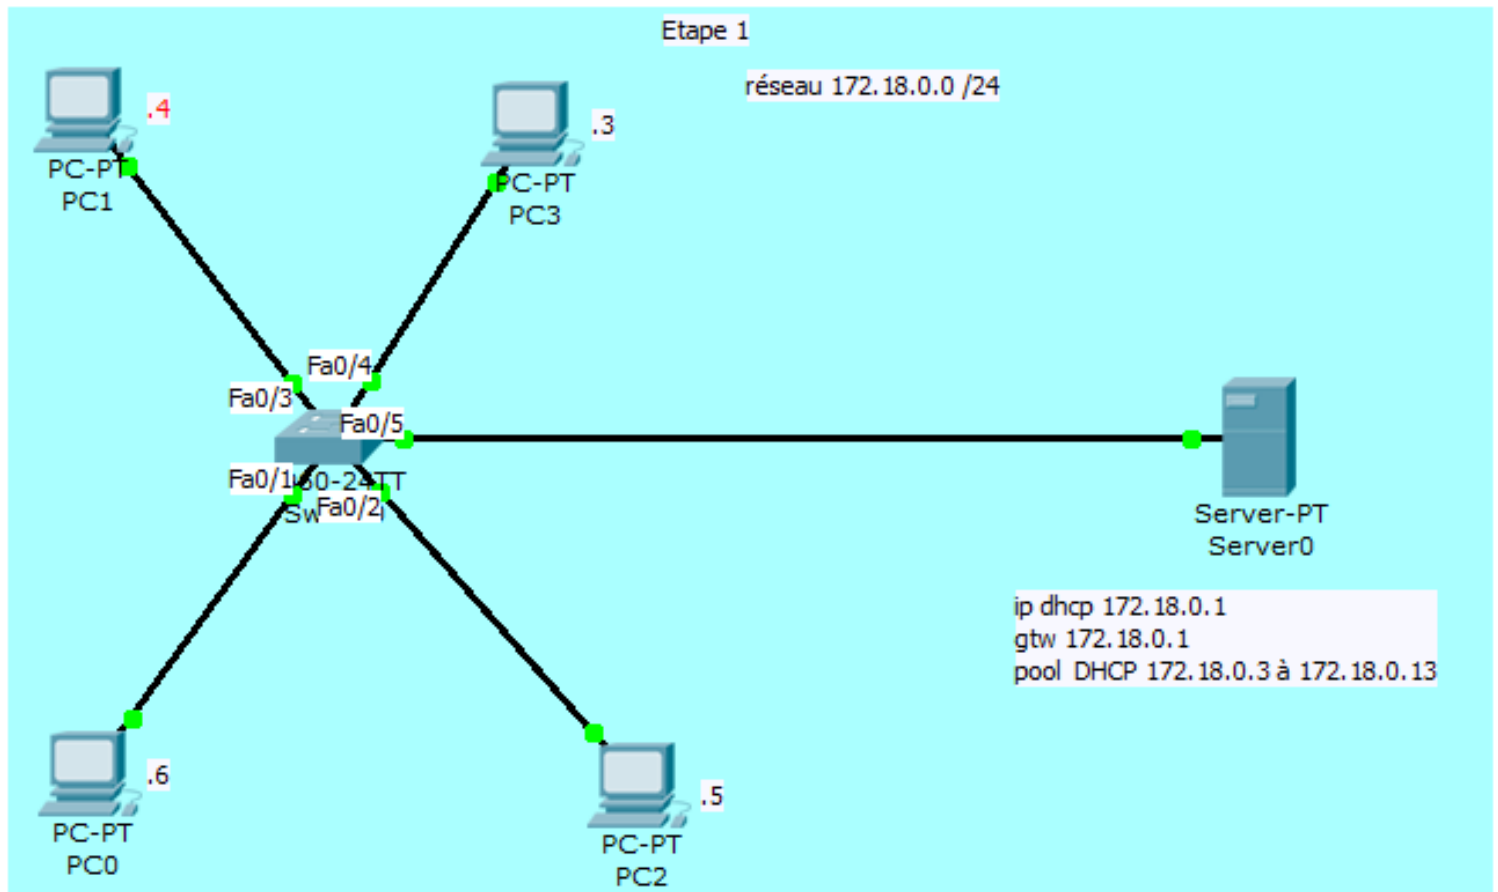 Etape 1
réseau 172.18.0.0 /24
.4
PC-PT
PC1
.3
PC-PT
PC3
Fa0/4
Fa0/3
Fa0/5
Fa0/1
60-24TT
Fa0/2
Sw
Server-PT
Server0
ip dhcp 172.18.0.1
gtw 172.18.0.1
pool DHCP 172.18.0.3 à 172.18.0.13
.6
PC-PT
PC0
.5
PC-PT
PC2